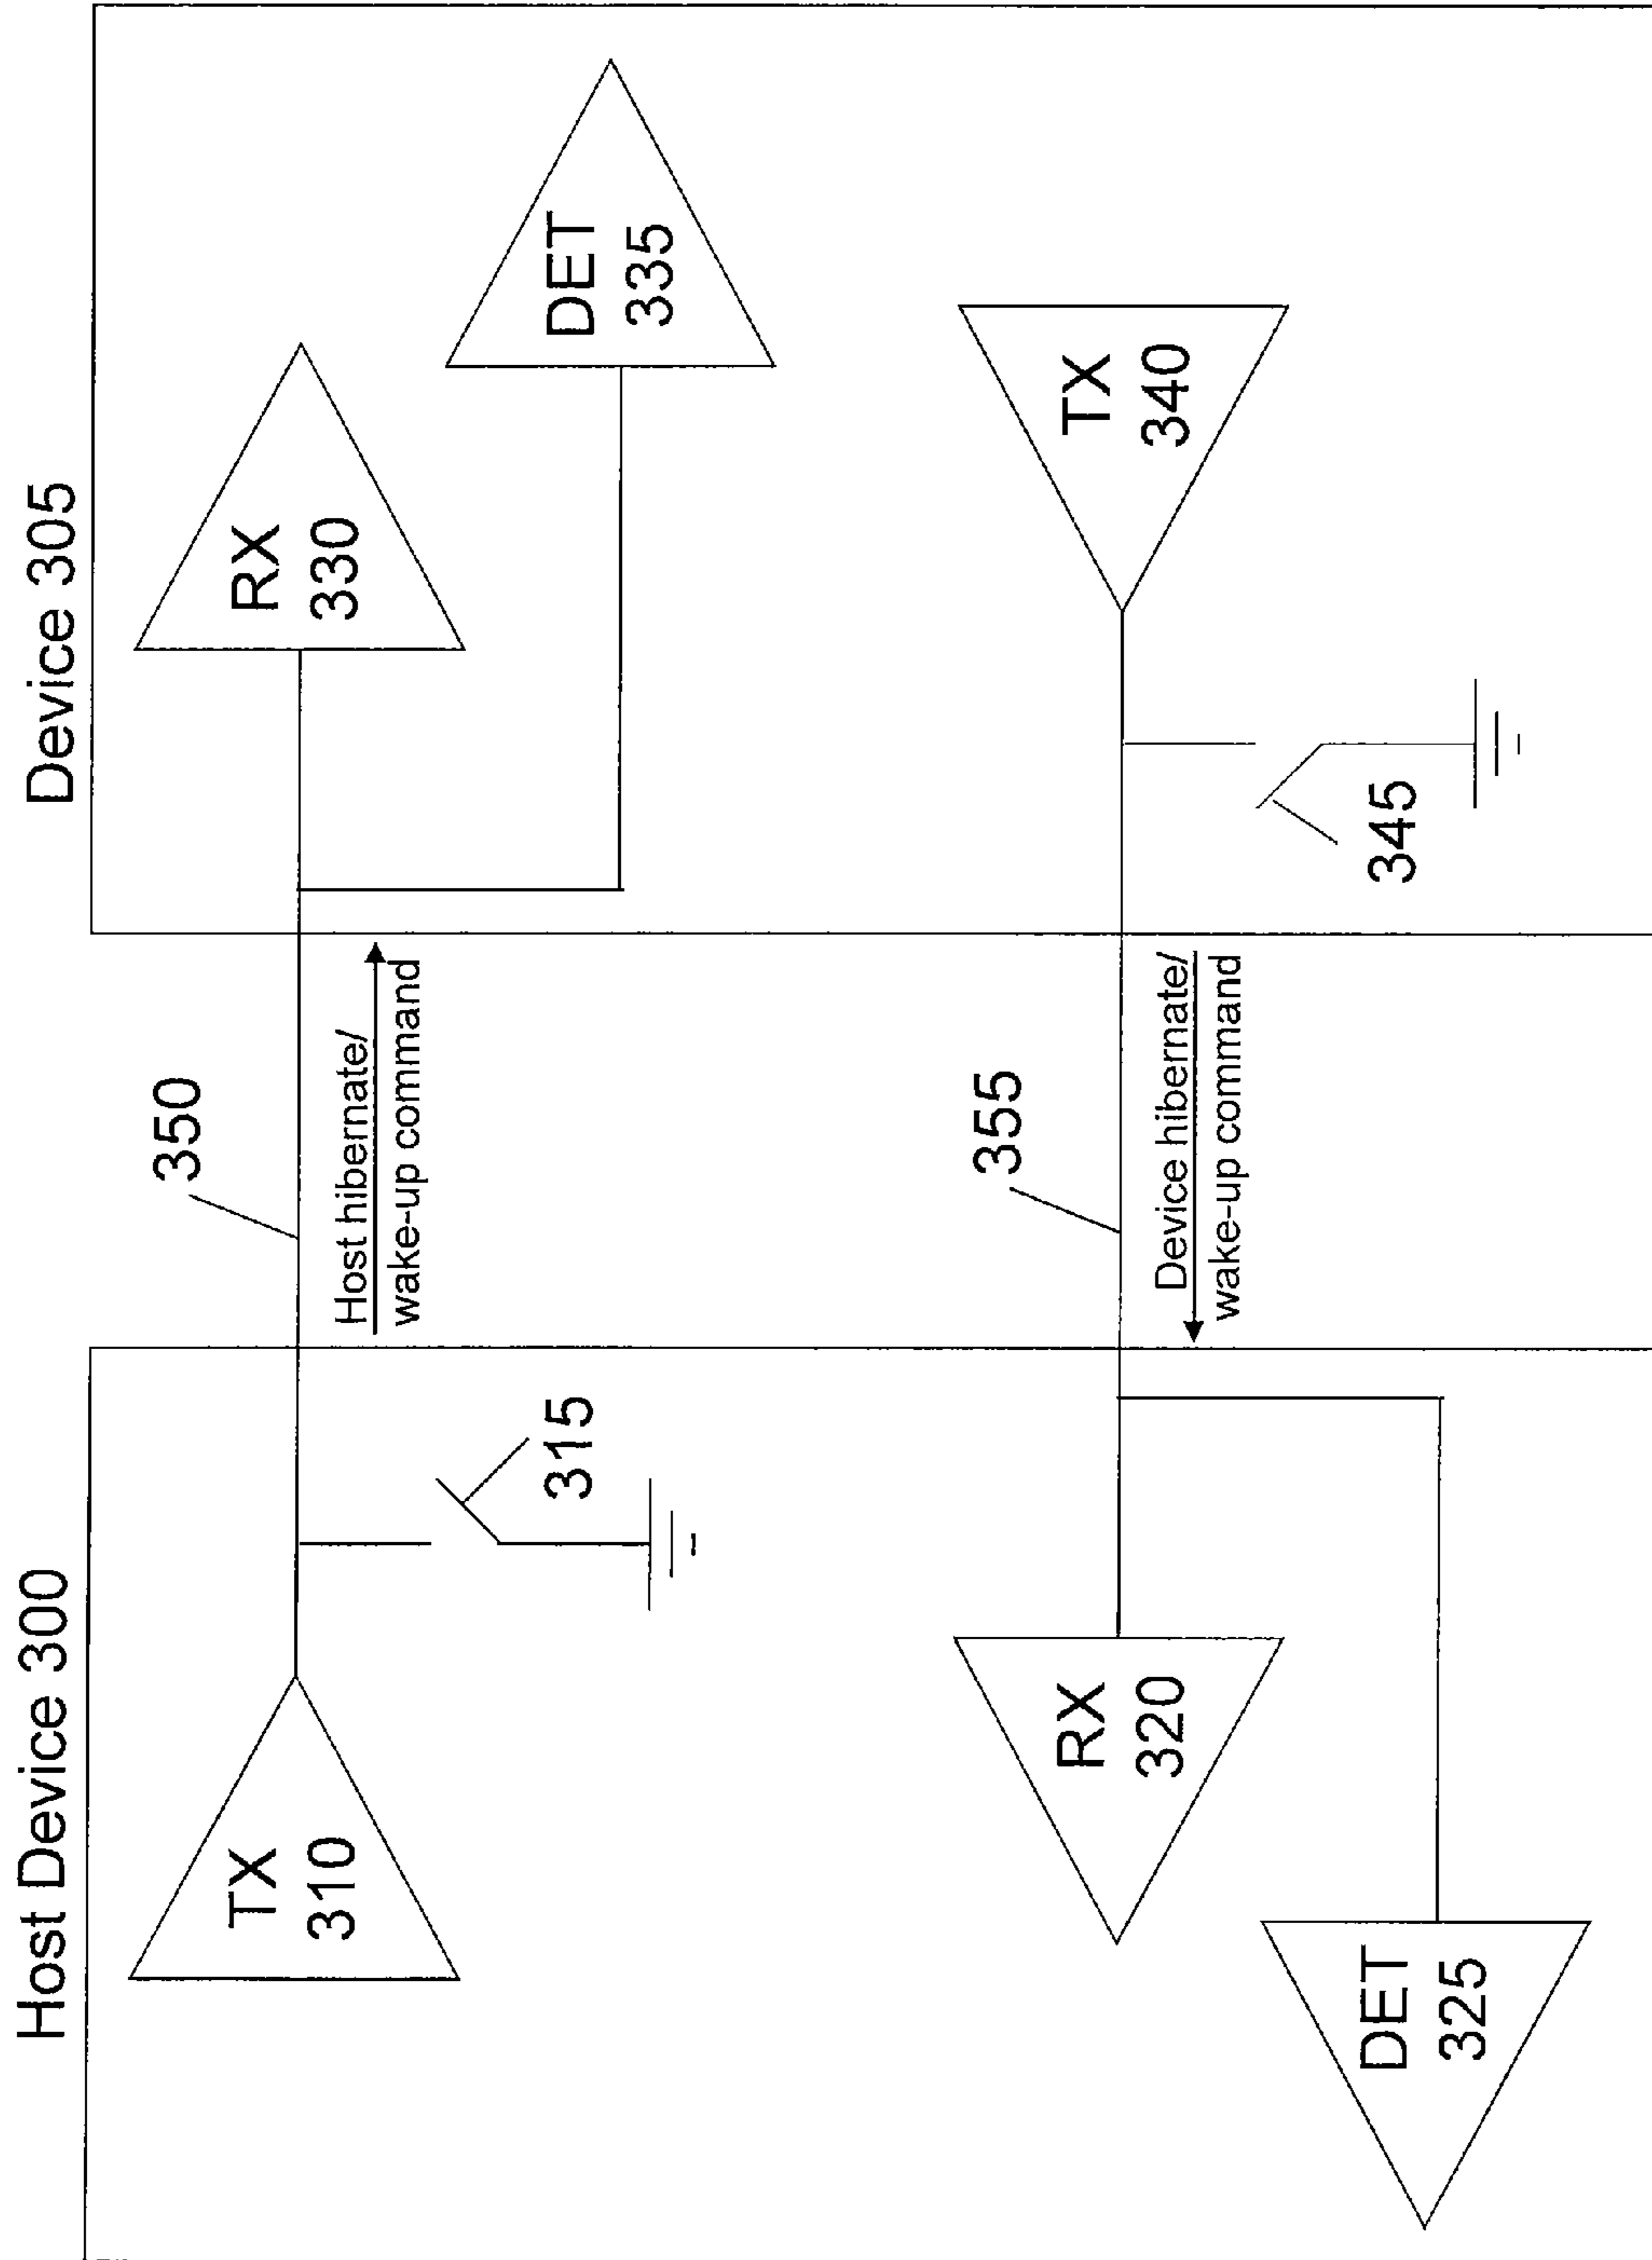 Host Device 300
Device 305
TX
310
315
350
Host hibernate/
wake-up command
RX
330
DET
335
RX
320
DET
325
355
Device hibernate/
wake-up command
TX
340
345